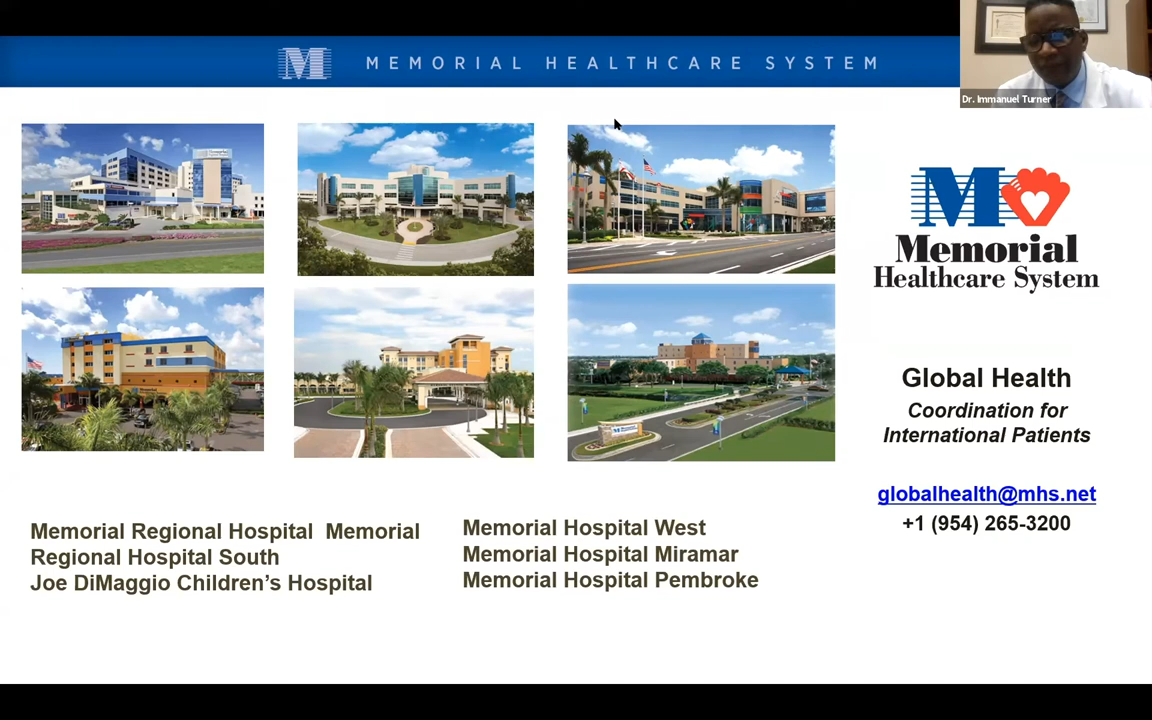 MEMORIAL HEALTHCARE SYSTEM
Dr. Immanuel Turner
Memorial
Healthcare System
Global Health
Coordination for
International Patients
globalhealth@mhs.net
+1 (954) 265-3200
Memorial Regional Hospital  Memorial
Regional Hospital South
Joe DiMaggio Children’s Hospital
Memorial Hospital West
Memorial Hospital Miramar
Memorial Hospital Pembroke